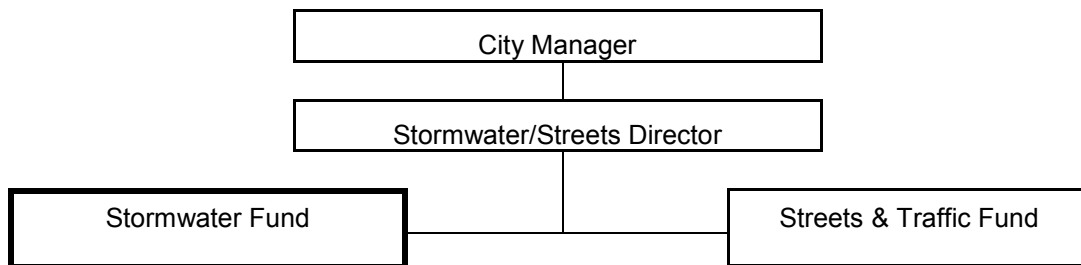 City Manager
Stormwater/Streets Director
Stormwater Fund
Streets & Traffic Fund